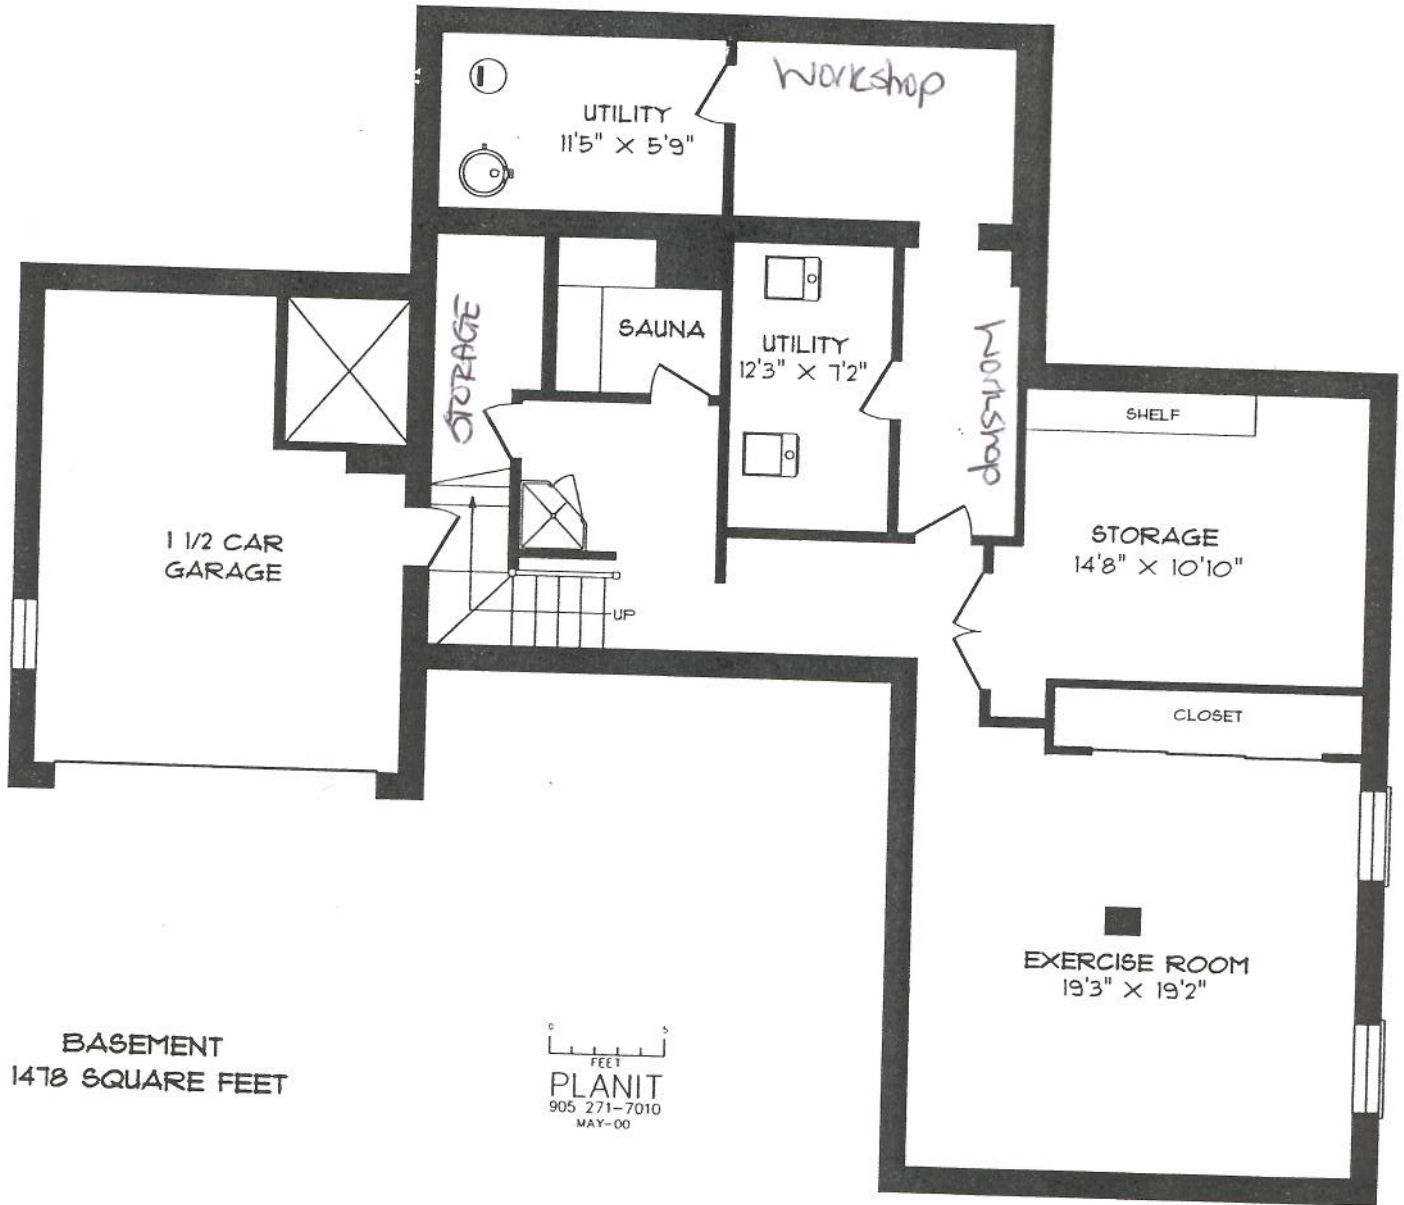 Workshop
UTILITY
11'5" X 5'9"
STORAGE
SAUNA
UTILITY
12'3" X 7'2"
Workshop
SHELF
1 1/2 CAR
GARAGE
STORAGE
14'8" X 10'10"
UP
CLOSET
EXERCISE ROOM
19'3" X 19'2"
BASEMENT
1478 SQUARE FEET
0 5
FEET
PLANIT
905 271-7010
MAY-00